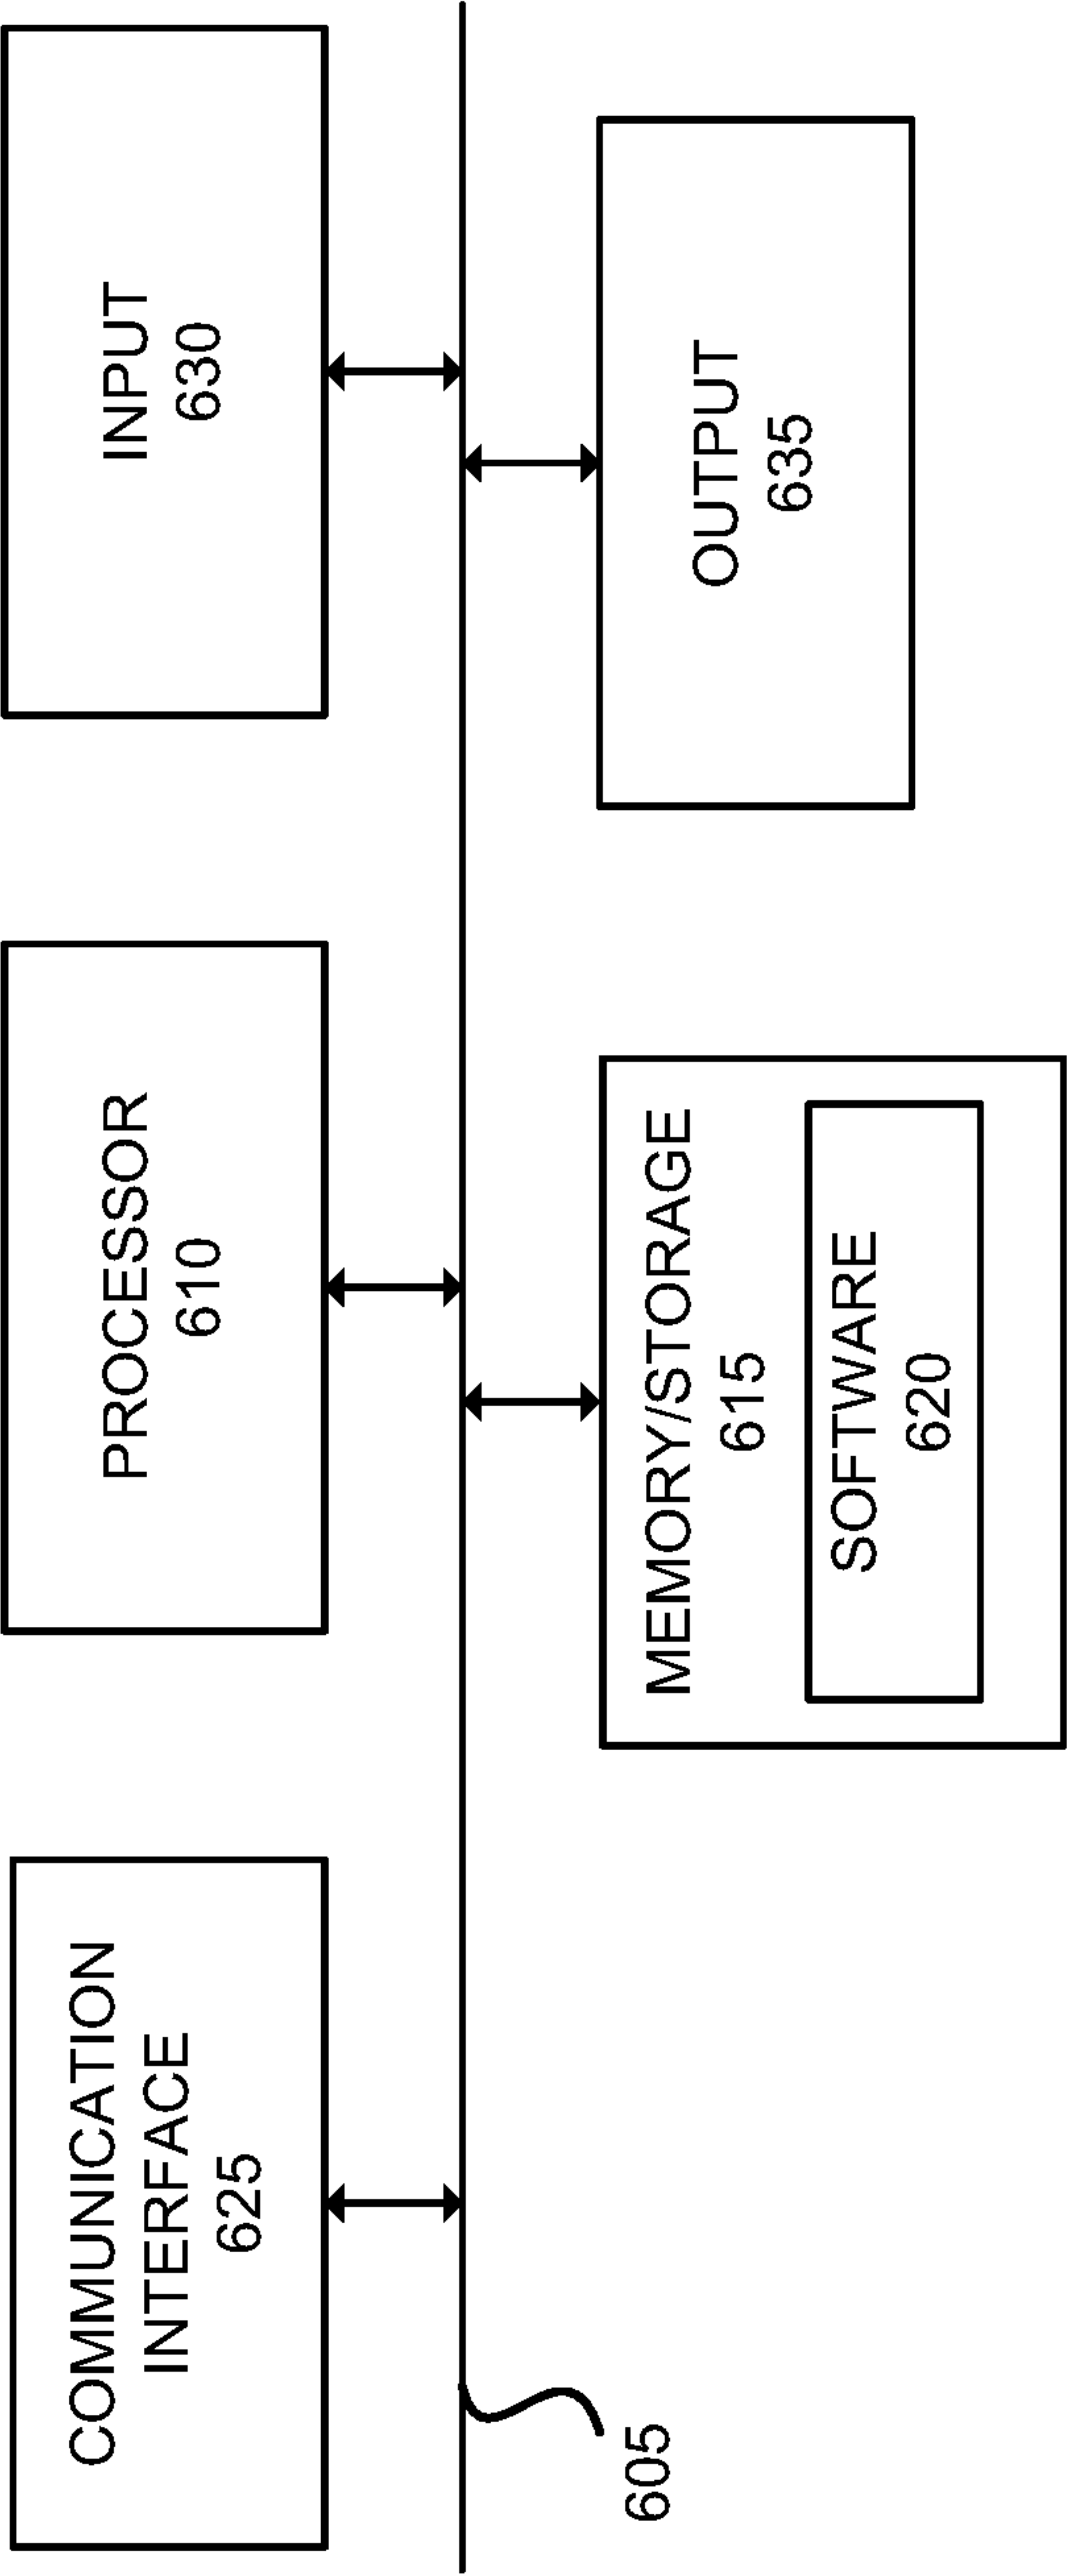 COMMUNICATION
INTERFACE
625
PROCESSOR
610
INPUT
630
605
MEMORY/STORAGE
615
SOFTWARE
620
OUTPUT
635